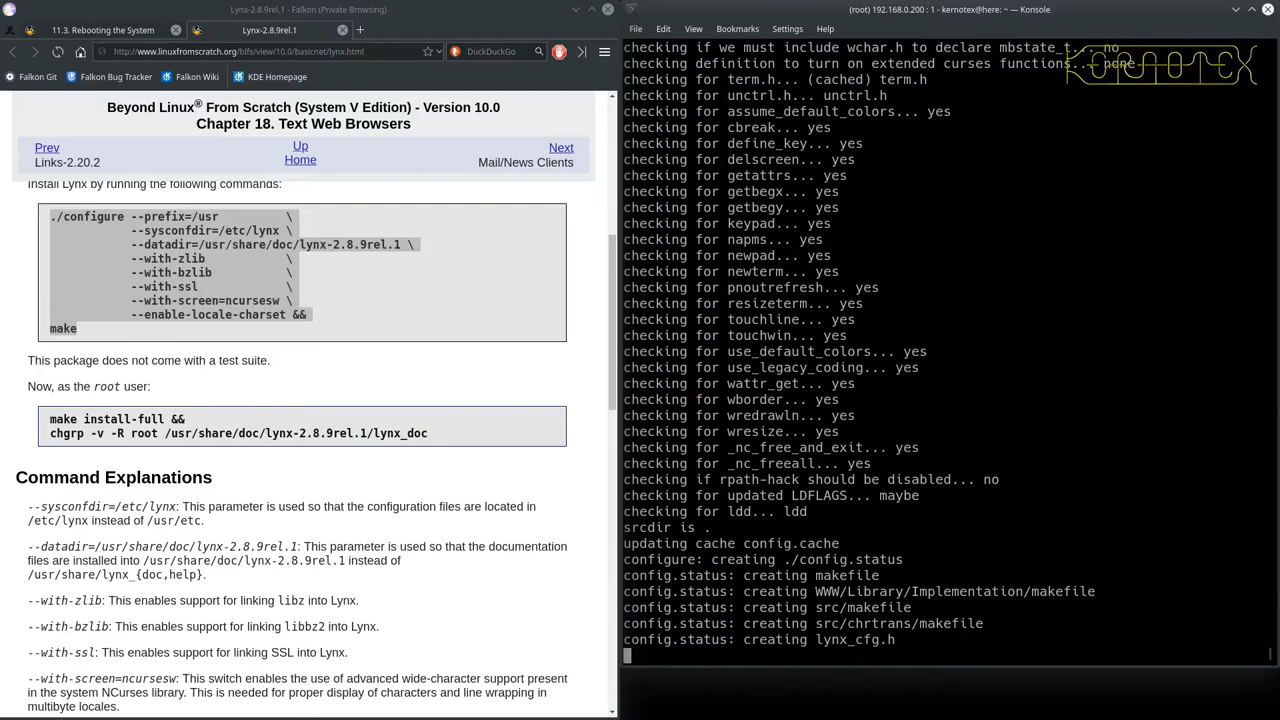 Lynx-2.8.9rel.1 - Falkon (Private Browsing)
11.3. Rebooting the System
Lynx-2.8.9rel.1
http://www.linuxfromscratch.org/blfs/view/10.0/basicnet/lynx.html
DuckDuckGo
Falkon Git
Falkon Bug Tracker
Falkon Wiki
KDE Homepage
Beyond Linux® From Scratch (System V Edition) - Version 10.0
Chapter 18. Text Web Browsers
Prev
Up
Next
Links-2.20.2
Home
Mail/News Clients
Install Lynx by running the following commands:
./configure --prefix=/usr \
--sysconfdir=/etc/lynx \
--datadir=/usr/share/doc/lynx-2.8.9rel.1 \
--with-zlib \
--with-bzlib \
--with-ssl \
--with-screen=ncursesw \
--enable-locale-charset &&
make
This package does not come with a test suite.
Now, as the root user:
make install-full &&
chgrp -v -R root /usr/share/doc/lynx-2.8.9rel.1/lynx_doc
Command Explanations
--sysconfdir=/etc/lynx: This parameter is used so that the configuration files are located in
/etc/lynx instead of /usr/etc.
--datadir=/usr/share/doc/lynx-2.8.9rel.1: This parameter is used so that the documentation
files are installed into /usr/share/doc/lynx-2.8.9rel.1 instead of
/usr/share/lynx_{doc,help}.
--with-zlib: This enables support for linking libz into Lynx.
--with-bzlib: This enables support for linking libbz2 into Lynx.
--with-ssl: This enables support for linking SSL into Lynx.
--with-screen=ncursesw: This switch enables the use of advanced wide-character support present
in the system NCurses library. This is needed for proper display of characters and line wrapping in
multibyte locales.
(root) 192.168.0.200 : 1 - kernotex@here: ~ — Konsole
File Edit View Bookmarks Settings Help
checking if we must include wchar.h to declare mbstate_t... no
checking definition to turn on extended curses functions... none
KERNOTEX
checking for term.h... (cached) term.h
checking for unctrl.h... unctrl.h
checking for assume_default_colors... yes
checking for cbreak... yes
checking for define_key... yes
checking for delscreen... yes
checking for getattrs... yes
checking for getbegx... yes
checking for getbegy... yes
checking for keypad... yes
checking for napms... yes
checking for newpad... yes
checking for newterm... yes
checking for pnoutrefresh... yes
checking for resizeterm... yes
checking for touchline... yes
checking for touchwin... yes
checking for use_default_colors... yes
checking for use_legacy_coding... yes
checking for wattr_get... yes
checking for wborder... yes
checking for wredrawln... yes
checking for wresize... yes
checking for _nc_free_and_exit... yes
checking for _nc_freeall... yes
checking if rpath-hack should be disabled... no
checking for updated LDFLAGS... maybe
checking for ldd... ldd
srcdir is .
updating cache config.cache
configure: creating ./config.status
config.status: creating makefile
config.status: creating WWW/Library/Implementation/makefile
config.status: creating src/makefile
config.status: creating src/chrtrans/makefile
config.status: creating lynx_cfg.h